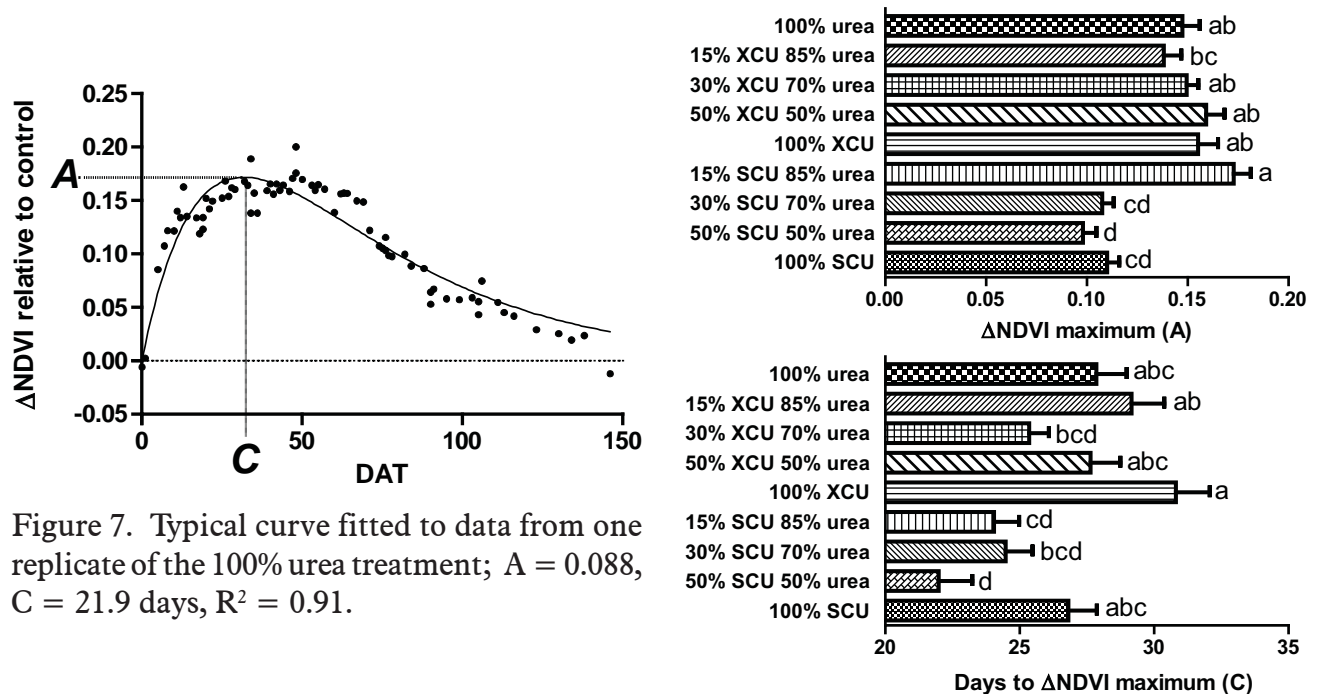 0.25
0.20
0.15
0.10
0.05
0.00
-0.05
ΔNDVI relative to control
A
0
50
100
150
C
DAT
Figure 7. Typical curve fitted to data from one
replicate of the 100% urea treatment; A = 0.088,
C = 21.9 days, R² = 0.91.
100% urea ab
15% XCU 85% urea bc
30% XCU 70% urea ab
50% XCU 50% urea ab
100% XCU ab
15% SCU 85% urea a
30% SCU 70% urea cd
50% SCU 50% urea d
100% SCU cd
0.00 0.05 0.10 0.15 0.20
ΔNDVI maximum (A)
100% urea abc
15% XCU 85% urea ab
30% XCU 70% urea bcd
50% XCU 50% urea abc
100% XCU a
15% SCU 85% urea cd
30% SCU 70% urea bcd
50% SCU 50% urea d
100% SCU abc
20 25 30 35
Days to ΔNDVI maximum (C)